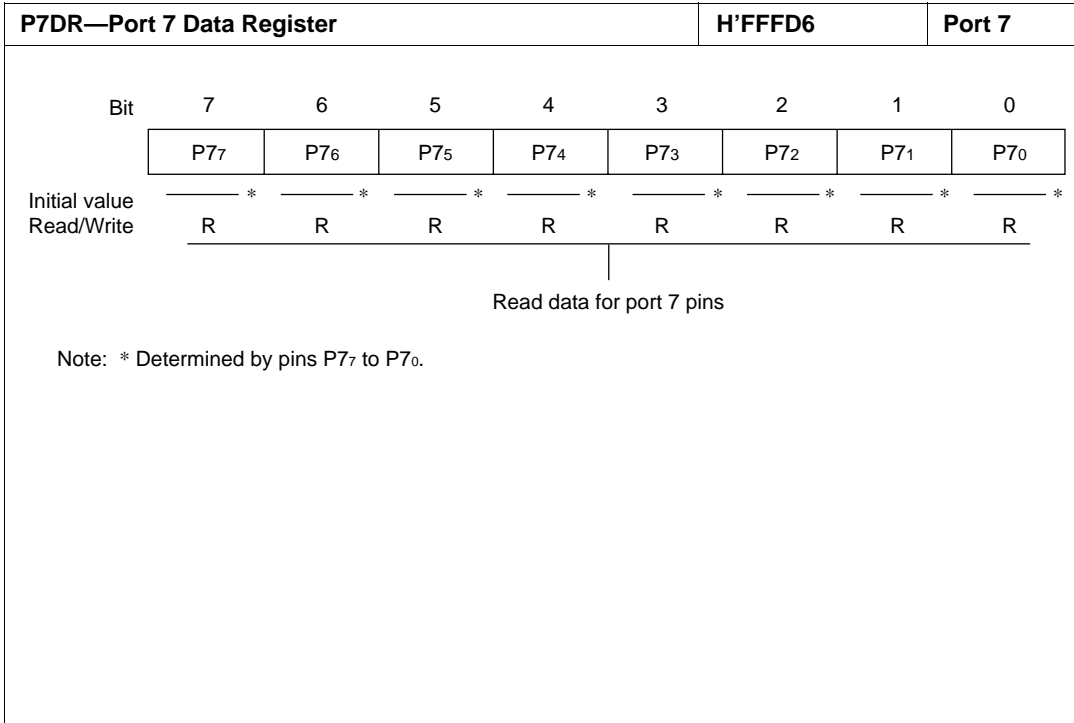 P7DR—Port 7 Data Register H'FFFD6 Port 7
Bit 7 6 5 4 3 2 1 0
P7₇ P7₆ P7₅ P7₄ P7₃ P7₂ P7₁ P7₀
Initial value —* —* —* —* —* —* —* —*
Read/Write R R R R R R R R
Read data for port 7 pins
Note: * Determined by pins P7₇ to P7₀.